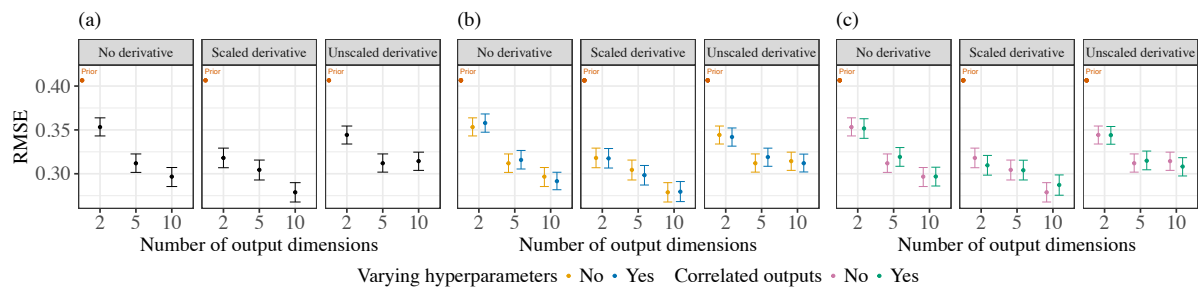 (a)
(b)
(c)
No derivative
Scaled derivative
Unscaled derivative
No derivative
Scaled derivative
Unscaled derivative
No derivative
Scaled derivative
Unscaled derivative
Prior
Prior
Prior
Prior
Prior
Prior
Prior
Prior
Prior
0.40
0.35
0.30
RMSE
2 5 10
2 5 10
2 5 10
2 5 10
2 5 10
2 5 10
2 5 10
2 5 10
2 5 10
Number of output dimensions
Number of output dimensions
Number of output dimensions
Varying hyperparameters No Yes Correlated outputs No Yes